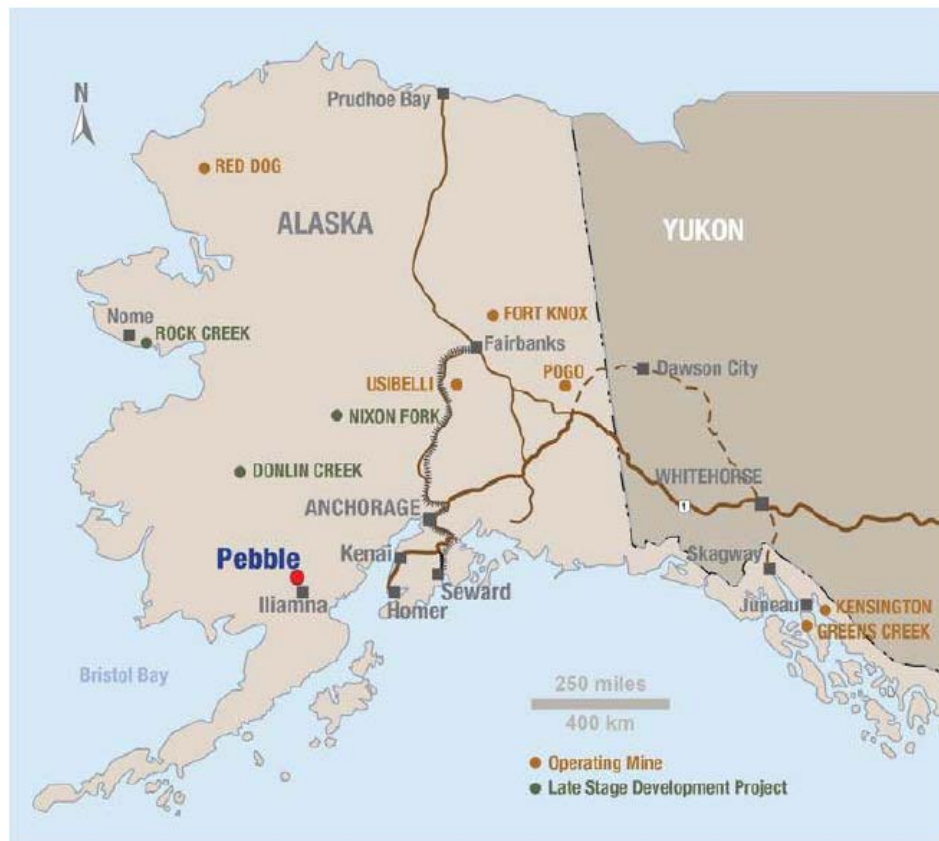 N
Prudhoe Bay
RED DOG
ALASKA
YUKON
Nome
ROCK CREEK
FORT KNOX
Fairbanks
USIBELLI
POGO
Dawson City
NIXON FORK
DONLIN CREEK
WHITEHORSE
ANCHORAGE
1
Kenai
Pebble
Skagway
Iliamna
Homer
Seward
Juneau
KENSINGTON
GREENS CREEK
Bristol Bay
250 miles
400 km
Operating Mine
Late Stage Development Project